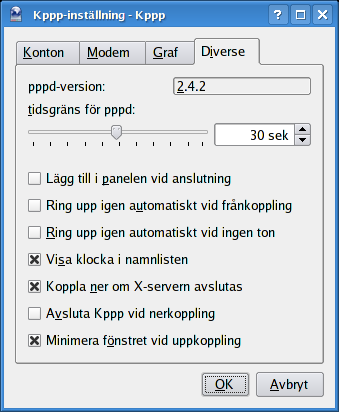 Kppp-inställning - Kppp
Konton Modem Graf Diverse
pppd-version: 2.4.2
tidsgräns för pppd:
30 sek
Lägg till i panelen vid anslutning
Ring upp igen automatiskt vid frånkoppling
Ring upp igen automatiskt vid ingen ton
Visa klocka i namnlisten
Koppla ner om X-servern avslutas
Avsluta Kppp vid nerkoppling
Minimera fönstret vid uppkoppling
OK Avbryt